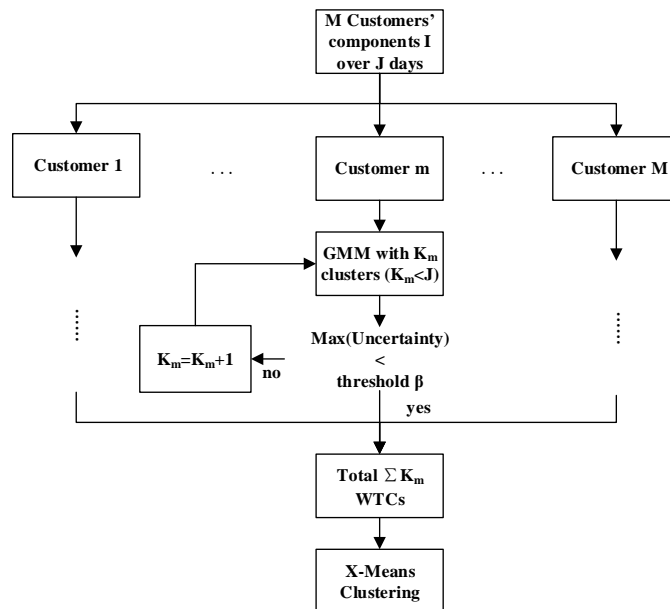 M Customers'
components I
over J days
Customer 1
...
Customer m
...
Customer M
GMM with Km
clusters (Km<J)
Max(Uncertainty)
<
threshold β
Km=Km+1
no
yes
Total ΣKm
WTCs
X-Means
Clustering